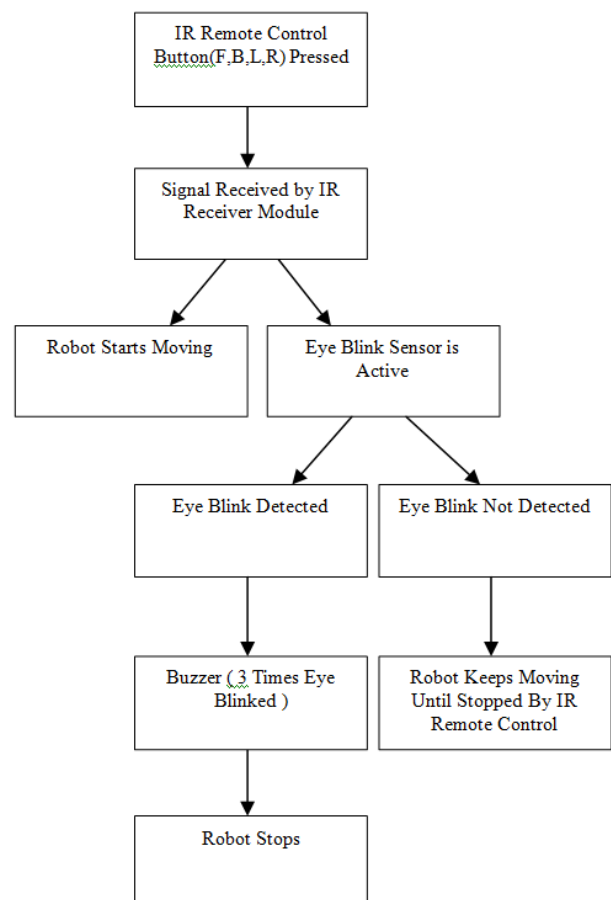 IR Remote Control
Button(F,B,L,R) Pressed
Signal Received by IR
Receiver Module
Robot Starts Moving
Eye Blink Sensor is
Active
Eye Blink Detected
Eye Blink Not Detected
Buzzer ( 3 Times Eye
Blinked )
Robot Keeps Moving
Until Stopped By IR
Remote Control
Robot Stops